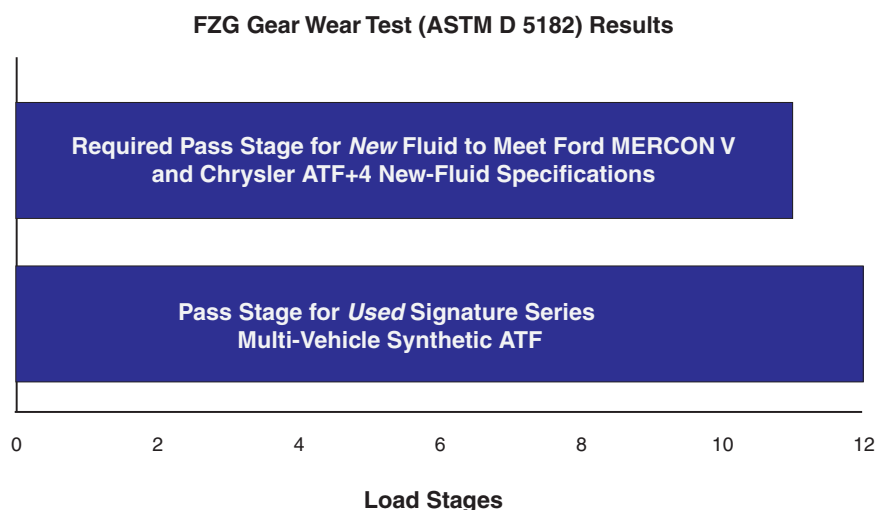 FZG Gear Wear Test (ASTM D 5182) Results
Required Pass Stage for New Fluid to Meet Ford MERCON V
and Chrysler ATF+4 New-Fluid Specifications
Pass Stage for Used Signature Series
Multi-Vehicle Synthetic ATF
0 2 4 6 8 10 12
Load Stages